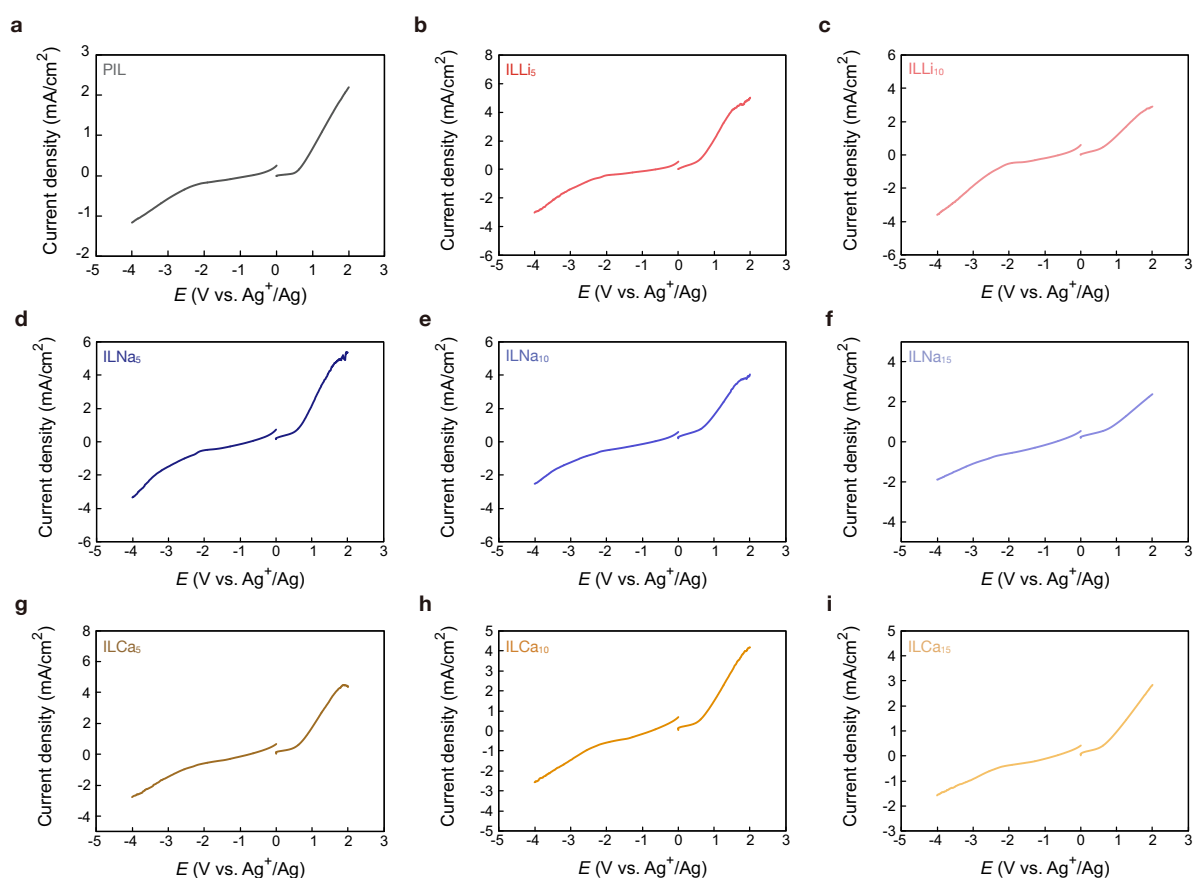 a
PIL
3
2
1
0
-1
-2
-5 -4 -3 -2 -1 0 1 2 3
Current density (mA/cm²)
E (V vs. Ag⁺/Ag)
b
ILLi₅
8
6
4
2
0
-2
-4
-6
-5 -4 -3 -2 -1 0 1 2 3
Current density (mA/cm²)
E (V vs. Ag⁺/Ag)
c
ILLi₁₀
6
4
2
0
-2
-4
-6
-5 -4 -3 -2 -1 0 1 2 3
Current density (mA/cm²)
E (V vs. Ag⁺/Ag)
d
ILNa₅
6
4
2
0
-2
-4
-6
-5 -4 -3 -2 -1 0 1 2 3
Current density (mA/cm²)
E (V vs. Ag⁺/Ag)
e
ILNa₁₀
6
4
2
0
-2
-4
-6
-5 -4 -3 -2 -1 0 1 2 3
Current density (mA/cm²)
E (V vs. Ag⁺/Ag)
f
ILNa₁₅
4
2
0
-2
-4
-5 -4 -3 -2 -1 0 1 2 3
Current density (mA/cm²)
E (V vs. Ag⁺/Ag)
g
ILCa₅
8
6
4
2
0
-2
-4
-5 -4 -3 -2 -1 0 1 2 3
Current density (mA/cm²)
E (V vs. Ag⁺/Ag)
h
ILCa₁₀
5
4
3
2
1
0
-1
-2
-3
-4
-5
-5 -4 -3 -2 -1 0 1 2 3
Current density (mA/cm²)
E (V vs. Ag⁺/Ag)
i
ILCa₁₅
5
4
3
2
1
0
-1
-2
-3
-5 -4 -3 -2 -1 0 1 2 3
Current density (mA/cm²)
E (V vs. Ag⁺/Ag)